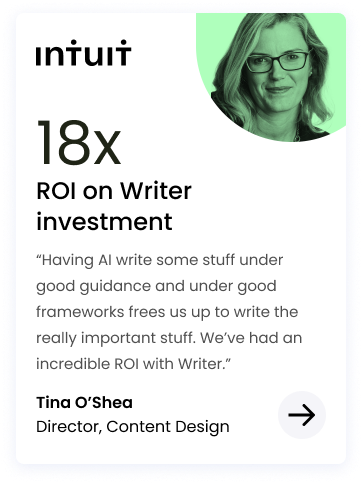 intuit
18x
ROI on Writer
investment
“Having AI write some stuff under
good guidance and under good
frameworks frees us up to write the
really important stuff. We’ve had an
incredible ROI with Writer.”
Tina O’Shea
Director, Content Design